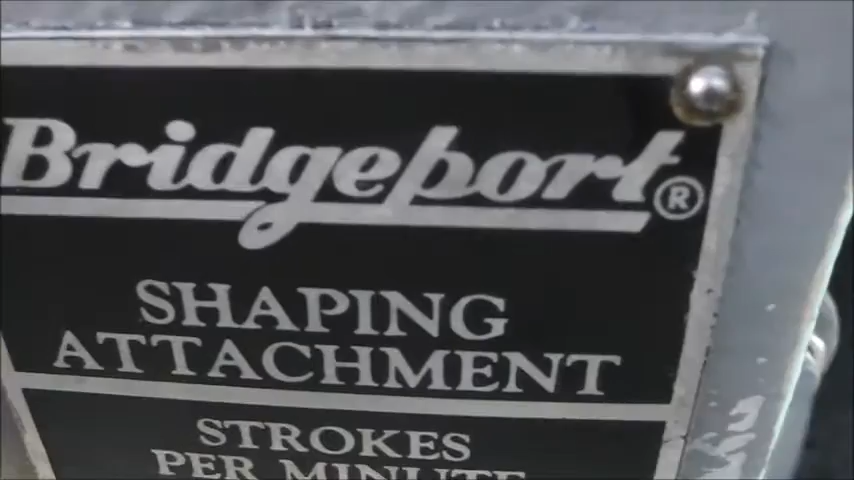 Bridgeport®
SHAPING
ATTACHMENT
STROKES
PER MINUTE